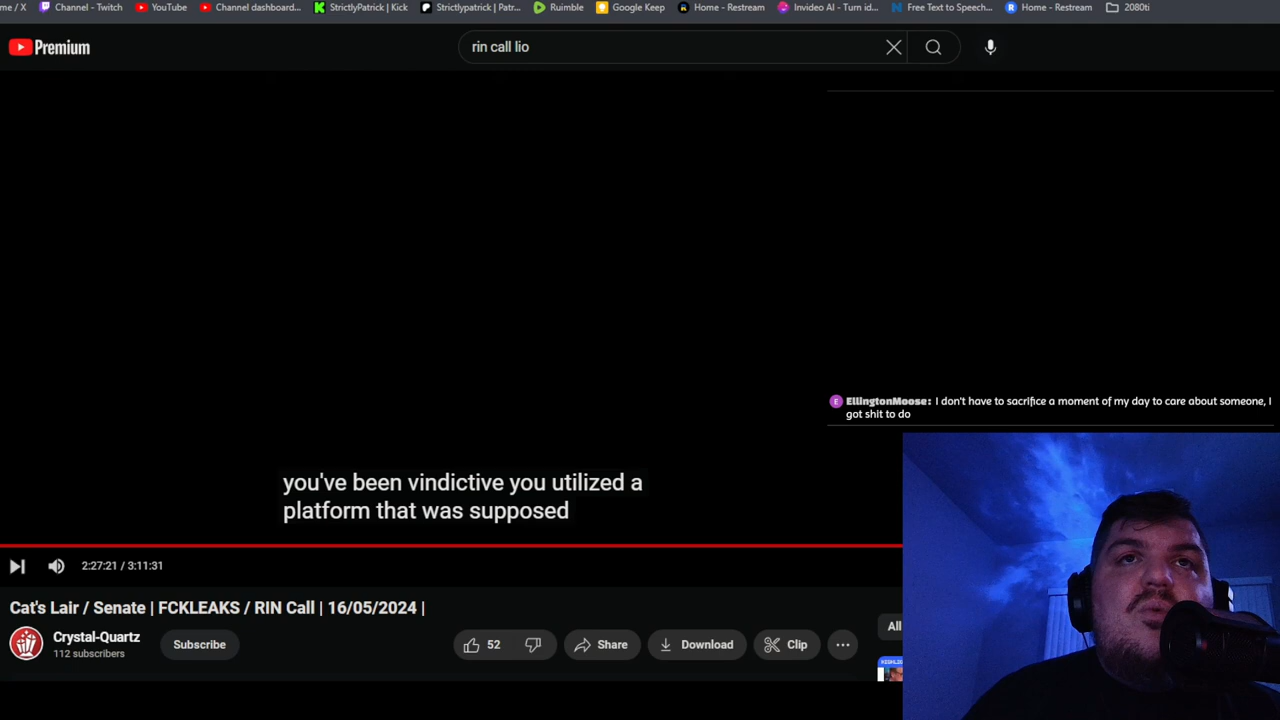 me / X
Channel - Twitch
YouTube
Channel dashboard...
StrictlyPatrick | Kick
Strictlypatrick | Patr...
Rumble
Google Keep
Home - Restream
Invideo AI - Turn id...
Free Text to Speech...
Home - Restream
2080ti
Premium
rin call lio
EllingtonMoose: I don't have to sacrifice a moment of my day to care about someone, I
got shit to do
you've been vindictive you utilized a
platform that was supposed
2:27:21 / 3:11:31
Cat's Lair / Senate | FCKLEAKS / RIN Call | 16/05/2024 |
Crystal-Quartz
112 subscribers
Subscribe
52
Share
Download
Clip
All